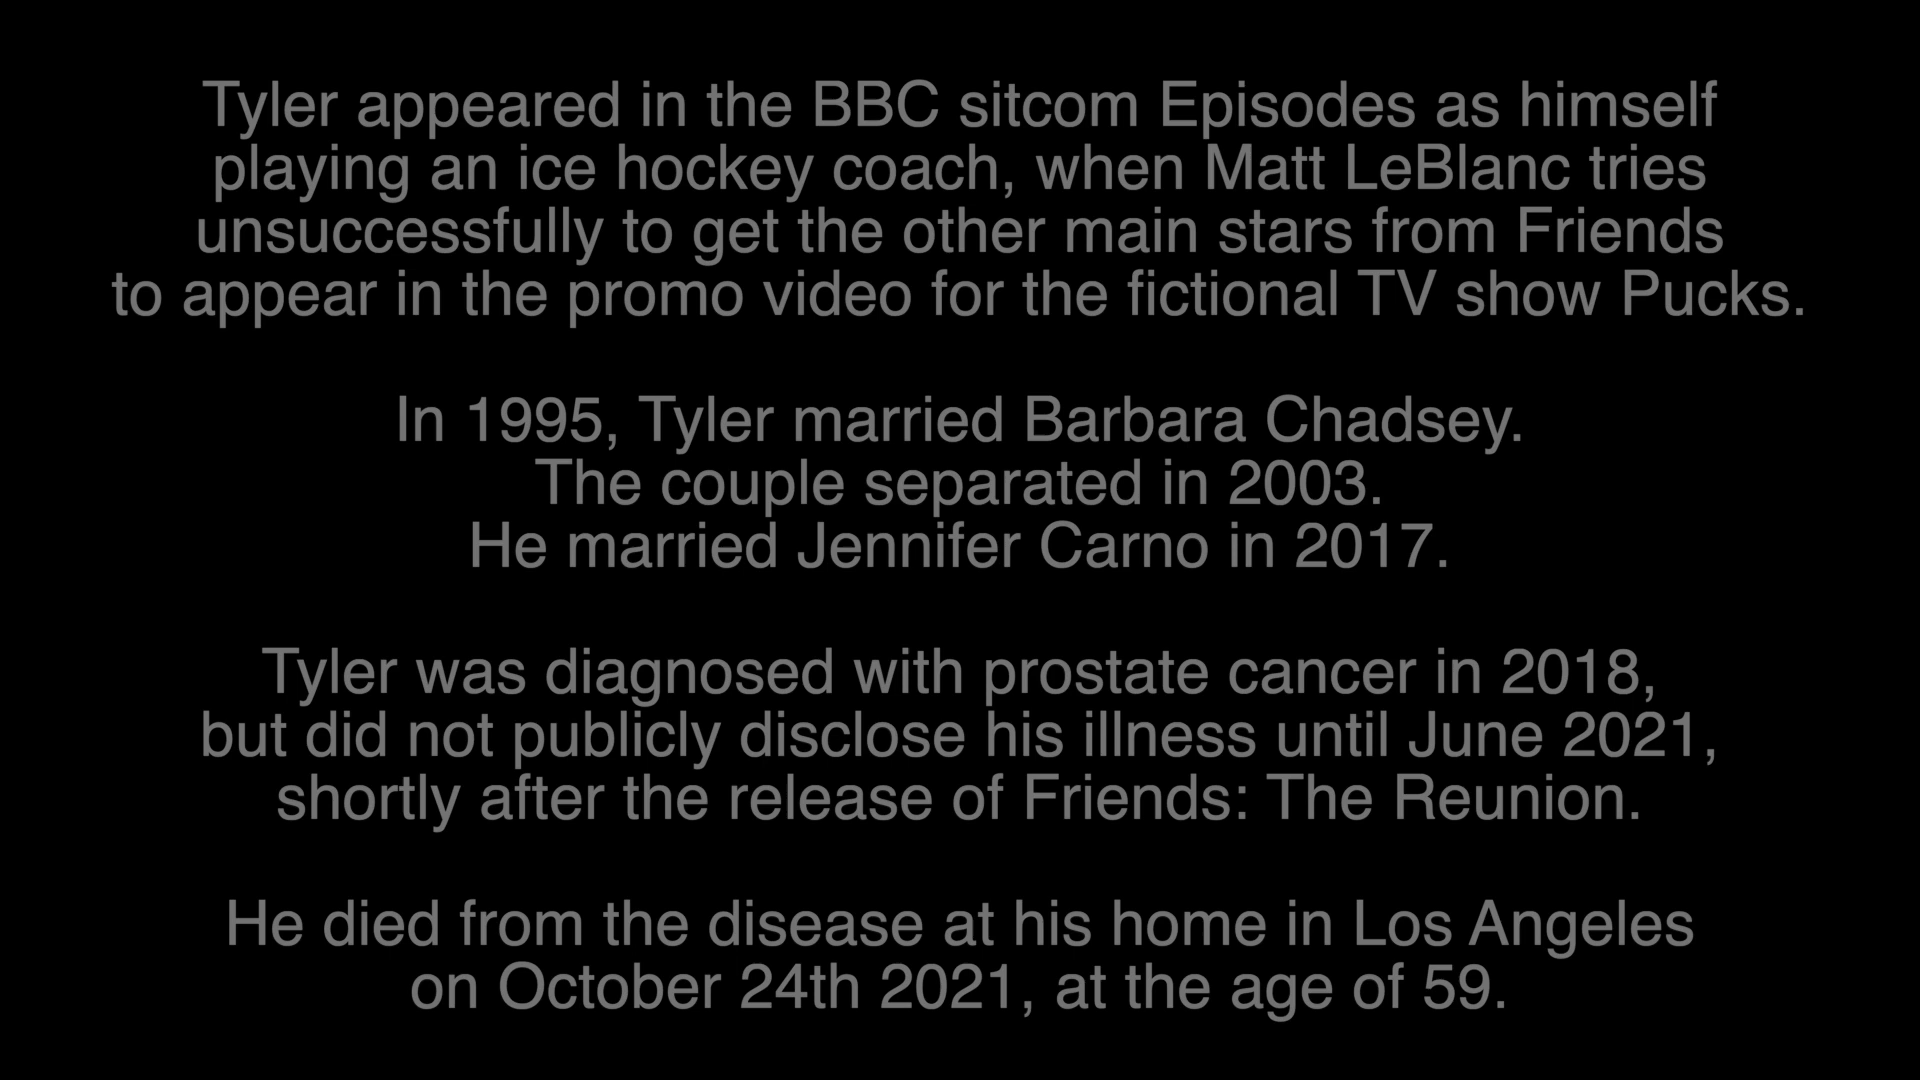 Tyler appeared in the BBC sitcom Episodes as himself
playing an ice hockey coach, when Matt LeBlanc tries
unsuccessfully to get the other main stars from Friends
to appear in the promo video for the fictional TV show Pucks.
In 1995, Tyler married Barbara Chadsey.
The couple separated in 2003.
He married Jennifer Carno in 2017.
Tyler was diagnosed with prostate cancer in 2018,
but did not publicly disclose his illness until June 2021,
shortly after the release of Friends: The Reunion.
He died from the disease at his home in Los Angeles
on October 24th 2021, at the age of 59.